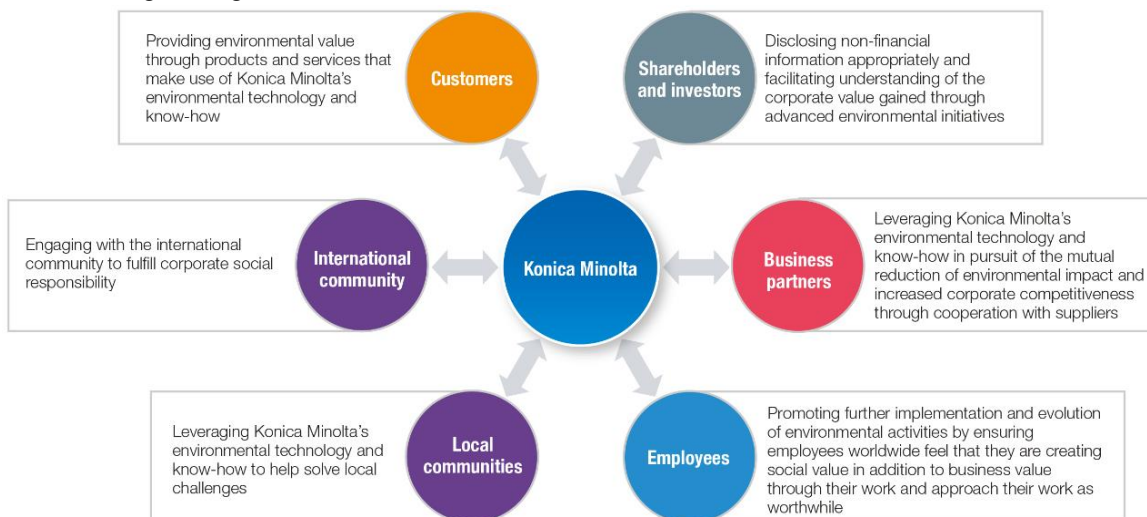 Providing environmental value
through products and services that
make use of Konica Minolta's
environmental technology and
know-how
Customers
Shareholders
and investors
Disclosing non-financial
information appropriately and
facilitating understanding of the
corporate value gained through
advanced environmental initiatives
Engaging with the international
community to fulfill corporate social
responsibility
International
community
Konica Minolta
Business
partners
Leveraging Konica Minolta's
environmental technology and
know-how in pursuit of the mutual
reduction of environmental impact and
increased corporate competitiveness
through cooperation with suppliers
Leveraging Konica Minolta's
environmental technology and
know-how to help solve local
challenges
Local
communities
Employees
Promoting further implementation and evolution
of environmental activities by ensuring
employees worldwide feel that they are creating
social value in addition to business value
through their work and approach their work as
worthwhile